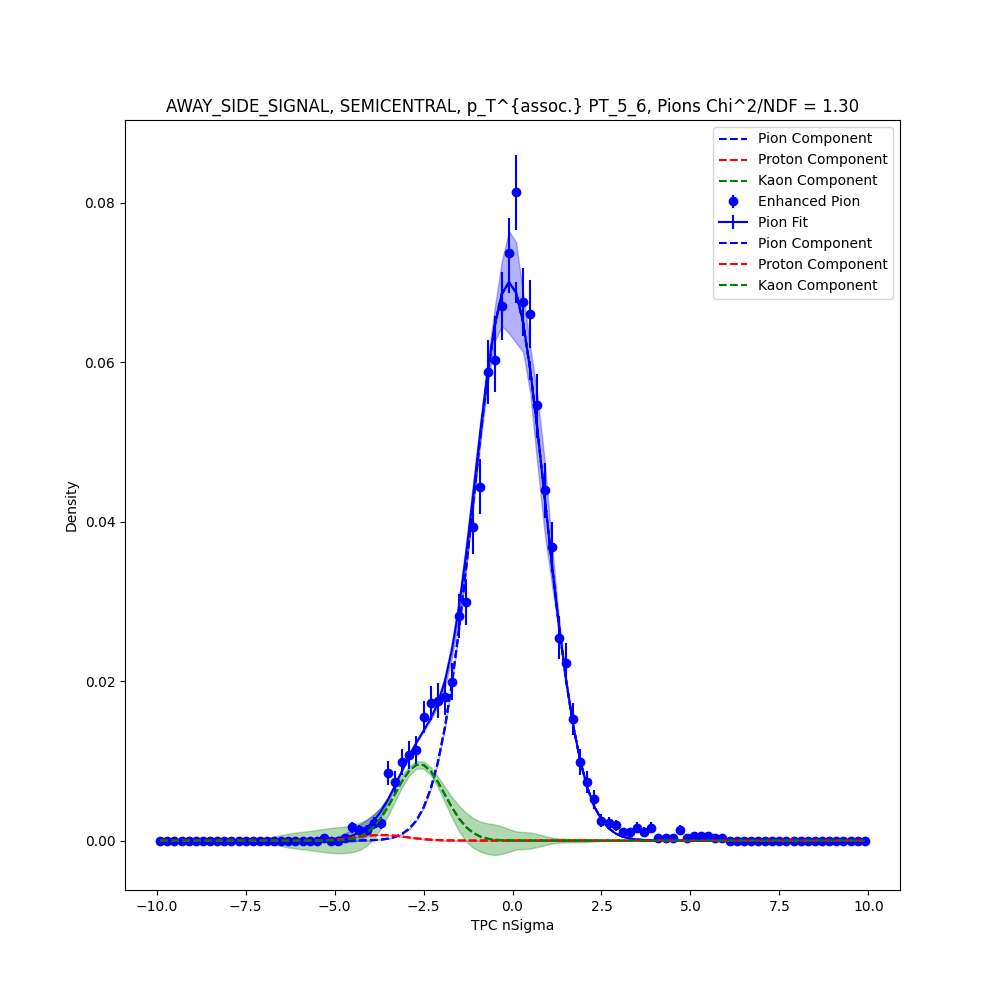 AWAY_SIDE_SIGNAL, SEMICENTRAL, p_T^{assoc.} PT_5_6, Pions Chi^2/NDF = 1.30
Pion Component
Proton Component
Kaon Component
Enhanced Pion
Pion Fit
Pion Component
Proton Component
Kaon Component
0.08
0.06
0.04
0.02
0.00
Density
−10.0 −7.5 −5.0 −2.5 0.0 2.5 5.0 7.5 10.0
TPC nSigma